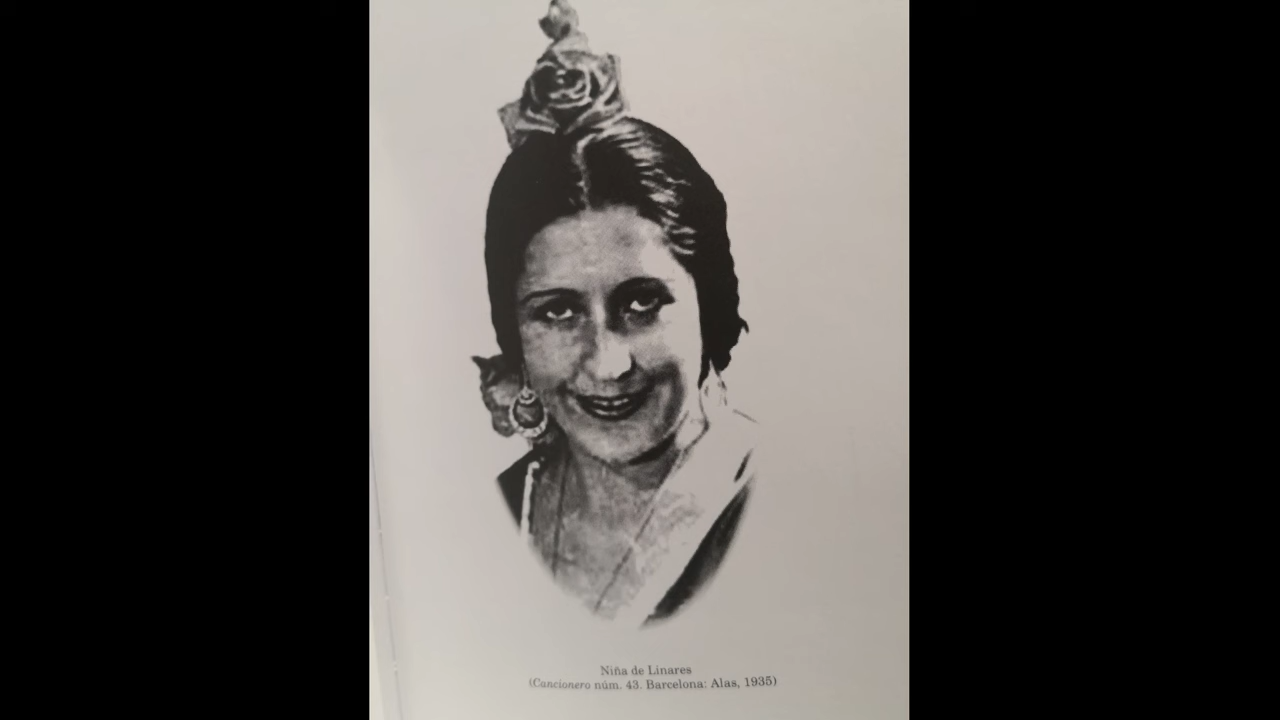 Niña de Linares
(Cancionero núm. 43. Barcelona: Alas, 1935)